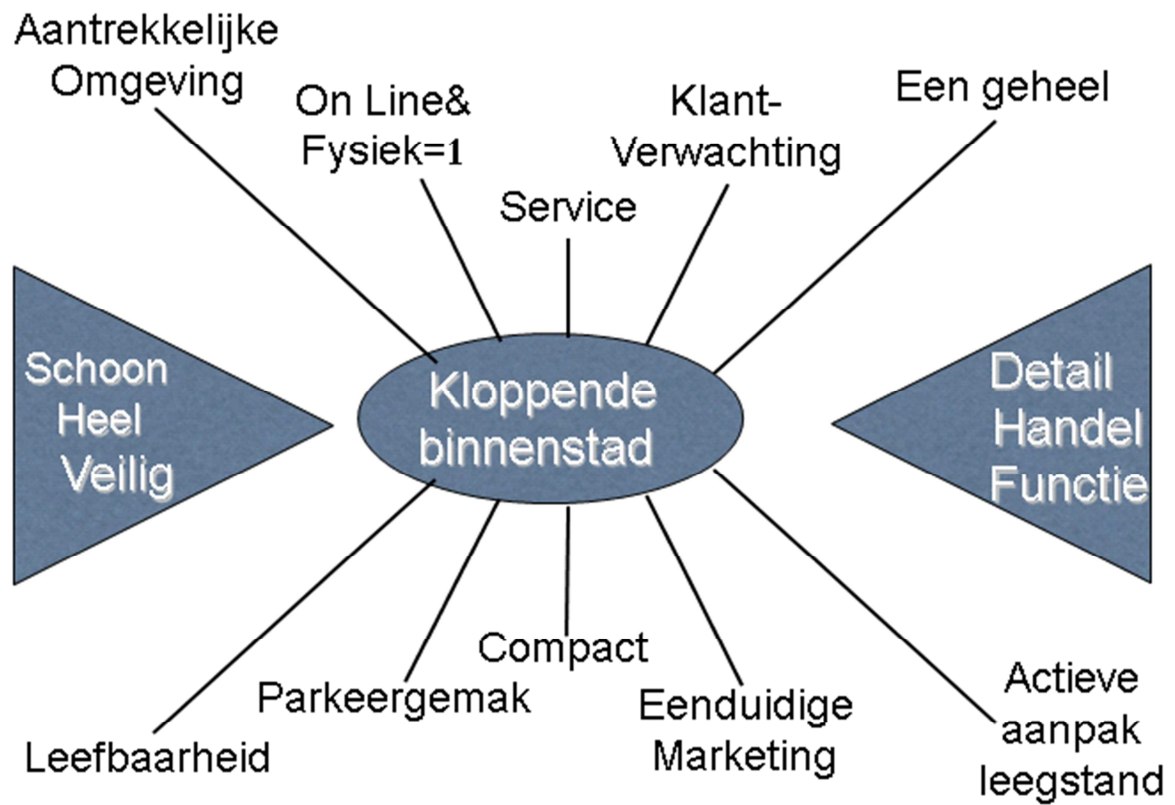 Aantrekkelijke
Omgeving
On Line&
Fysiek=1
Service
Klant-
Verwachting
Een geheel
Schoon
Heel
Veilig
Kloppende
binnenstad
Detail
Handel
Functie
Leefbaarheid
Parkeergemak
Compact
Eenduidige
Marketing
Actieve
aanpak
leegstand